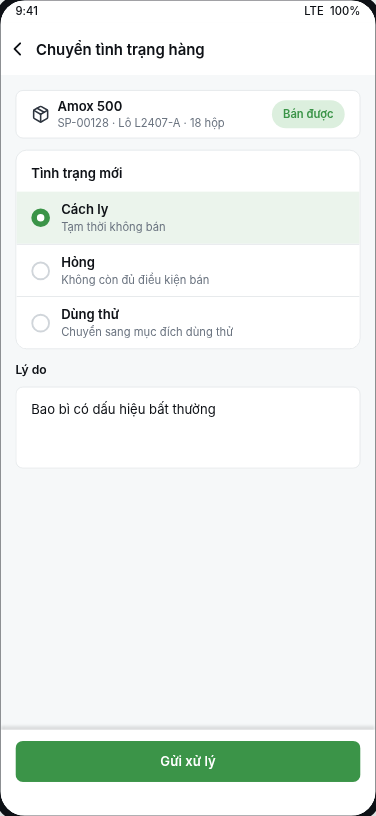 9:41 LTE 100%
Chuyển tình trạng hàng
Amox 500
SP-00128 · Lô L2407-A · 18 hộp
Bán được
Tình trạng mới
Cách ly
Tạm thời không bán
Hỏng
Không còn đủ điều kiện bán
Dùng thử
Chuyển sang mục đích dùng thử
Lý do
Bao bì có dấu hiệu bất thường
Gửi xử lý